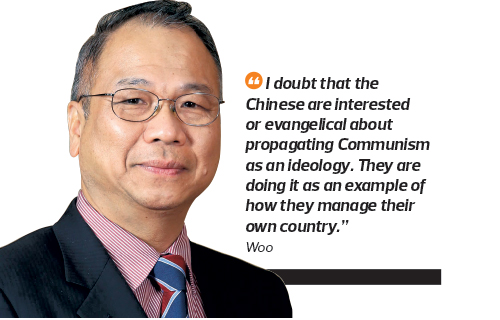 “ I doubt that the
Chinese are interested
or evangelical about
propagating Communism
as an ideology. They are
doing it as an example of
how they manage their
own country.”
Woo